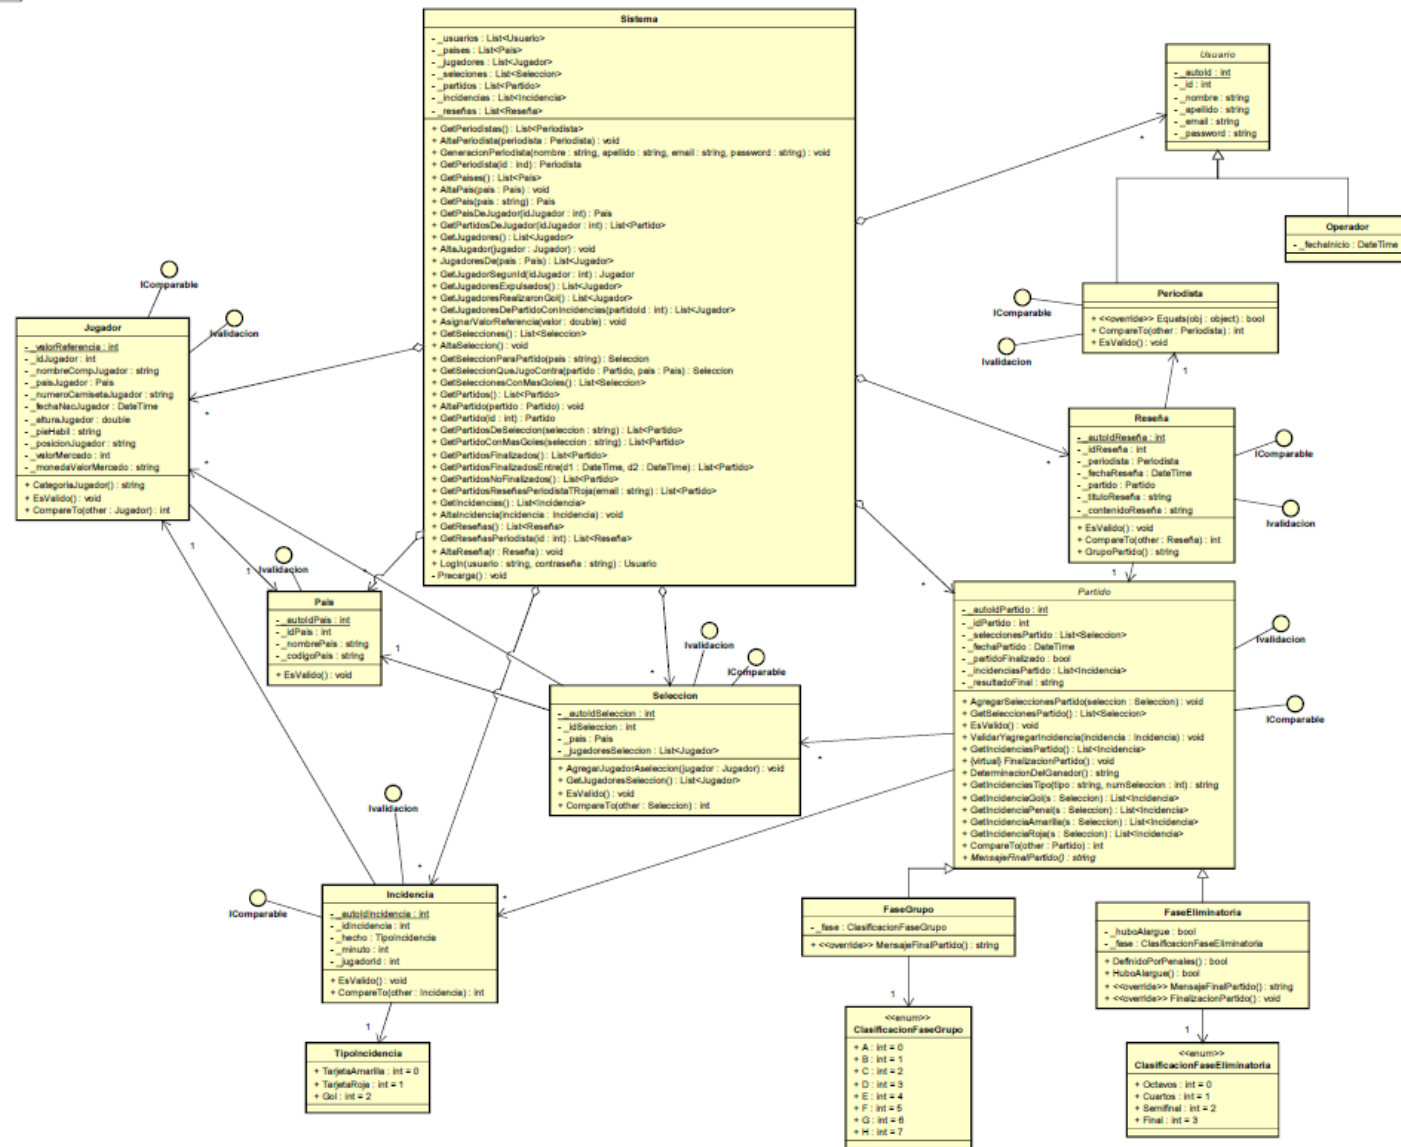 Sistema
- _usuarios : List<Usuario>
- _paises : List<Pais>
- _jugadores : List<Jugador>
- _seleciones : List<Seleccion>
- _partidos : List<Partido>
- _incidencias : List<Incidencia>
- _reseñas : List<Reseña>
+ GetPeriodistas() : List<Periodista>
+ AltaPeriodista(periodista : Periodista) : void
+ GeneracionPeriodista(nombre : string, apellido : string, email : string, password : string) : void
+ GetPeriodista(id : ind) : Periodista
+ GetPaises() : List<Pais>
+ AltaPais(pais : Pais) : void
+ GetPais(pais : string) : Pais
+ GetPaisDeJugador(idJugador : int) : Pais
+ GetPartidosDeJugador(idJugador : int) : List<Partido>
+ GetJugadores() : List<Jugador>
+ AltaJugador(jugador : Jugador) : void
+ JugadoresDe(pais : Pais) : List<Jugador>
+ GetJugadorSegunId(idJugador : int) : Jugador
+ GetJugadoresExpulsados() : List<Jugador>
+ GetJugadoresRealizaronGol() : List<Jugador>
+ GetJugadoresDePartidoConIncidencias(partidoId : int) : List<Jugador>
+ AsignarValorReferencia(valor : double) : void
+ GetSelecciones() : List<Seleccion>
+ AltaSeleccion() : void
+ GetSeleccionParaPartido(pais : string) : Seleccion
+ GetSeleccionQueJugoContra(partido : Partido, pais : Pais) : Seleccion
+ GetSeleccionesConMasGoles() : List<Seleccion>
+ GetPartidos() : List<Partido>
+ AltaPartido(partido : Partido) : void
+ GetPartido(id : int) : Partido
+ GetPartidosDeSeleccion(seleccion : string) : List<Partido>
+ GetPartidoConMasGoles(seleccion : string) : List<Partido>
+ GetPartidosFinalizados() : List<Partido>
+ GetPartidosFinalizadosEntre(d1 : DateTime, d2 : DateTime) : List<Partido>
+ GetPartidosNoFinalizados() : List<Partido>
+ GetPartidosReseñasPeriodistaTRoja(email : string) : List<Partido>
+ GetIncidencias() : List<Incidencia>
+ AltaIncidencia(incidencia : Incidencia) : void
+ GetReseñas() : List<Reseña>
+ GetReseñasPeriodista(id : int) : List<Reseña>
+ AltaReseña(r : Reseña) : void
+ LogIn(usuario : string, contraseña : string) : Usuario
- Precarga() : void
Usuario
- _autoId : int
- _id : int
- _nombre : string
- _apellido : string
- _email : string
- _password : string
*
Operador
- _fechaInicio : DateTime
Periodista
+ <<override>> Equals(obj : object) : bool
+ CompareTo(other : Periodista) : int
+ EsValido() : void
IComparable
Ivalidacion
1
Reseña
- _autoIdReseña : int
- _idReseña : int
- _periodista : Periodista
- _fechaReseña : DateTime
- _partido : Partido
- _tituloReseña : string
- _contenidoReseña : string
+ EsValido() : void
+ CompareTo(other : Reseña) : int
+ GrupoPartido() : string
IComparable
Ivalidacion
*
1
Partido
- _autoIdPartido : int
- _idPartido : int
- _seleccionesPartido : List<Seleccion>
- _fechaPartido : DateTime
- _partidoFinalizado : bool
- _incidenciasPartido : List<Incidencia>
- _resultadoFinal : string
+ AgregarSeleccionesPartido(seleccion : Seleccion) : void
+ GetSeleccionesPartido() : List<Seleccion>
+ EsValido() : void
+ ValidarYagregarIncidencia(incidencia : Incidencia) : void
+ GetIncidenciasPartido() : List<Incidencia>
+ {virtual} FinalizacionPartido() : void
+ DeterminacionDelGanador() : string
+ GetIncidenciasTipo(tipo : string, numSeleccion : int) : string
+ GetIncidenciaGol(s : Seleccion) : List<Incidencia>
+ GetIncidenciaPenal(s : Seleccion) : List<Incidencia>
+ GetIncidenciaAmarilla(s : Seleccion) : List<Incidencia>
+ GetIncidenciaRoja(s : Seleccion) : List<Incidencia>
+ CompareTo(other : Partido) : int
+ MensajeFinalPartido() : string
Ivalidacion
IComparable
*
IComparable
Ivalidacion
Jugador
- _valorReferencia : int
- _idJugador : int
- _nombreCompJugador : string
- _paisJugador : Pais
- _numeroCamisetaJugador : string
- _fechaNacJugador : DateTime
- _alturaJugador : double
- _pieHabil : string
- _posicionJugador : string
- _valorMercado : int
- _monedaValorMercado : string
+ CategoriaJugador() : string
+ EsValido() : void
+ CompareTo(other : Jugador) : int
*
*
1
1
Ivalidacion
*
Pais
- _autoIdPais : int
- _idPais : int
- _nombrePais : string
- _codigoPais : string
+ EsValido() : void
1
Ivalidacion
IComparable
*
Seleccion
- _autoIdSeleccion : int
- _idSeleccion : int
- _pais : Pais
- _jugadoresSeleccion : List<Jugador>
+ AgregarJugadorAseleccion(jugador : Jugador) : void
+ GetJugadoresSeleccion() : List<Jugador>
+ EsValido() : void
+ CompareTo(other : Seleccion) : int
*
Ivalidacion
IComparable
*
*
Incidencia
- _autoIdIncidencia : int
- _idIncidencia : int
- _hecho : TipoIncidencia
- _minuto : int
- _jugadorId : int
+ EsValido() : void
+ CompareTo(other : Incidencia) : int
1
TipoIncidencia
+ TarjetaAmarilla : int = 0
+ TarjetaRoja : int = 1
+ Gol : int = 2
FaseGrupo
- _fase : ClasificacionFaseGrupo
+ <<override>> MensajeFinalPartido() : string
1
<<enum>>
ClasificacionFaseGrupo
+ A : int = 0
+ B : int = 1
+ C : int = 2
+ D : int = 3
+ E : int = 4
+ F : int = 5
+ G : int = 6
+ H : int = 7
FaseEliminatoria
- _huboAlargue : bool
- _fase : ClasificacionFaseEliminatoria
+ DefinidoPorPenales() : bool
+ HuboAlargue() : bool
+ <<override>> MensajeFinalPartido() : string
+ <<override>> FinalizacionPartido() : void
1
<<enum>>
ClasificacionFaseEliminatoria
+ Octavos : int = 0
+ Cuartos : int = 1
+ Semifinal : int = 2
+ Final : int = 3